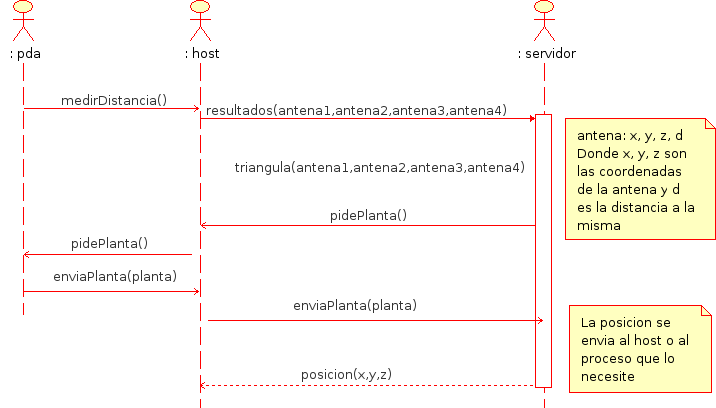 : pda
: host
: servidor
medirDistancia()
resultados(antena1,antena2,antena3,antena4)
antena: x, y, z, d
Donde x, y, z son
las coordenadas
de la antena y d
es la distancia a la
misma
triangula(antena1,antena2,antena3,antena4)
pidePlanta()
pidePlanta()
enviaPlanta(planta)
enviaPlanta(planta)
La posicion se
envia al host o al
proceso que lo
necesite
posicion(x,y,z)